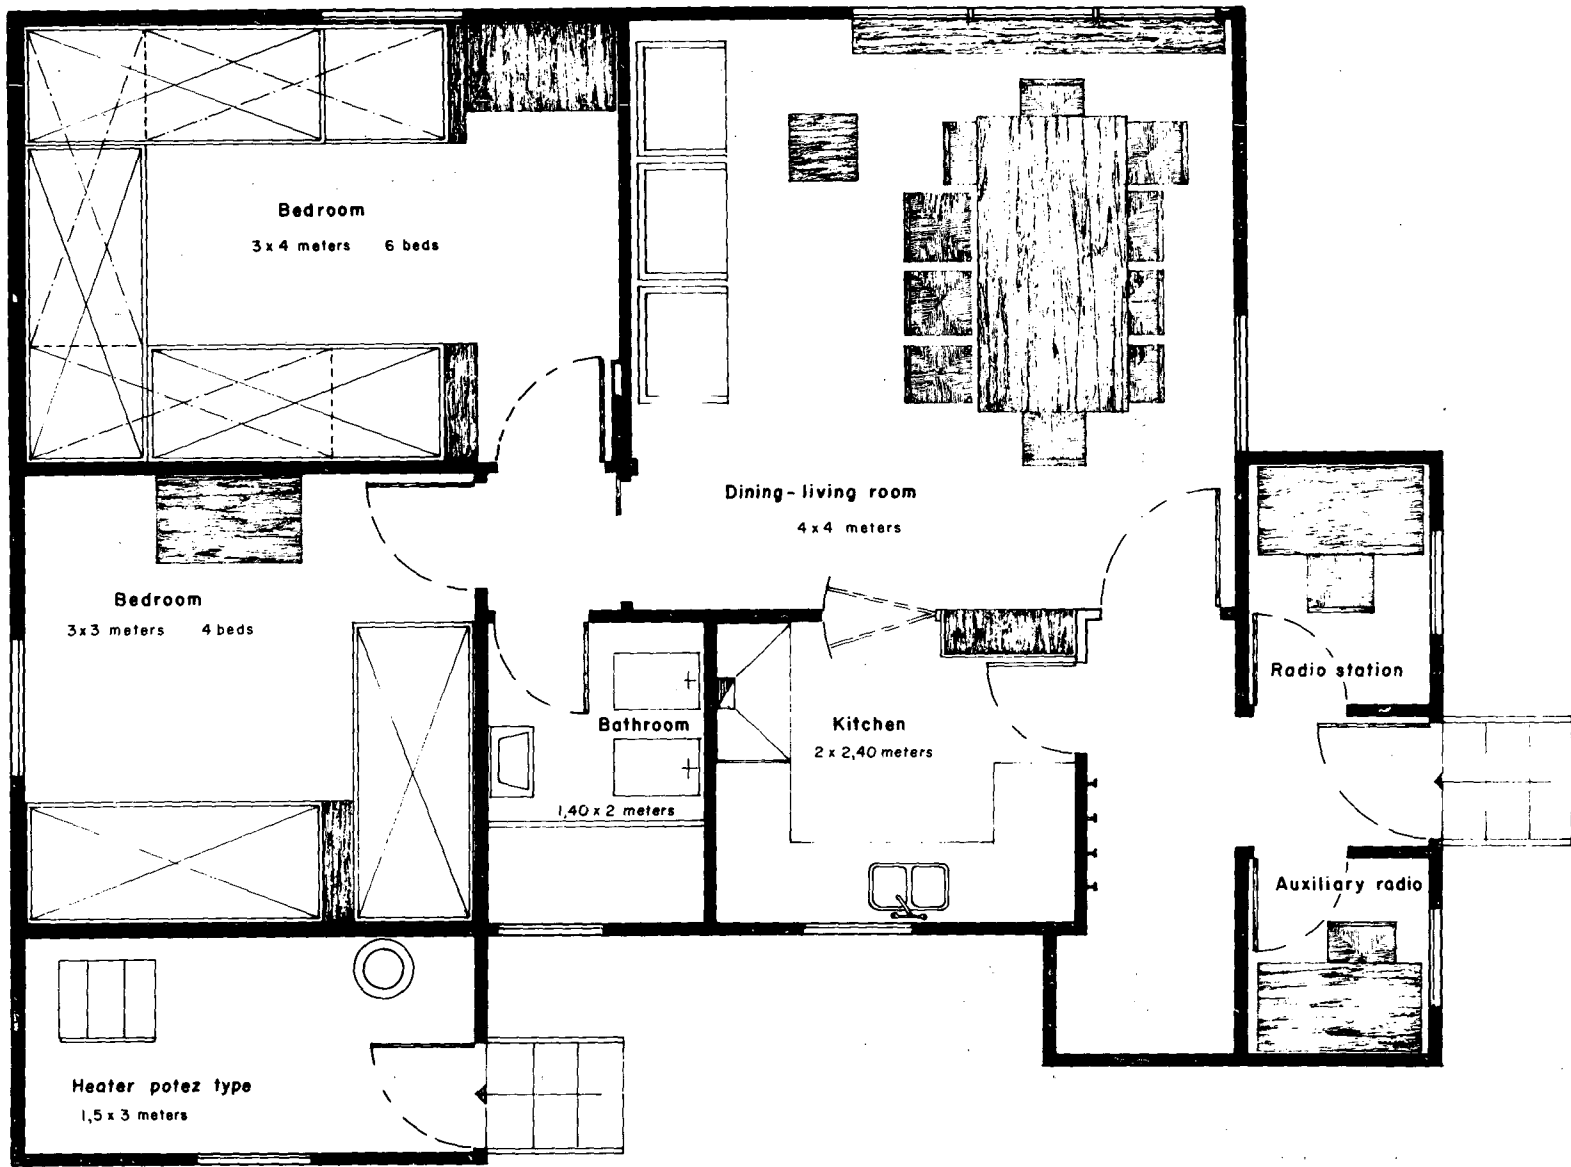 Bedroom
3 x 4 meters 6 beds
Dining-living room
4 x 4 meters
Bedroom
3 x 3 meters 4 beds
Radio station
Bathroom
1,40 x 2 meters
Kitchen
2 x 2,40 meters
Auxiliary radio
Heater potez type
1,5 x 3 meters